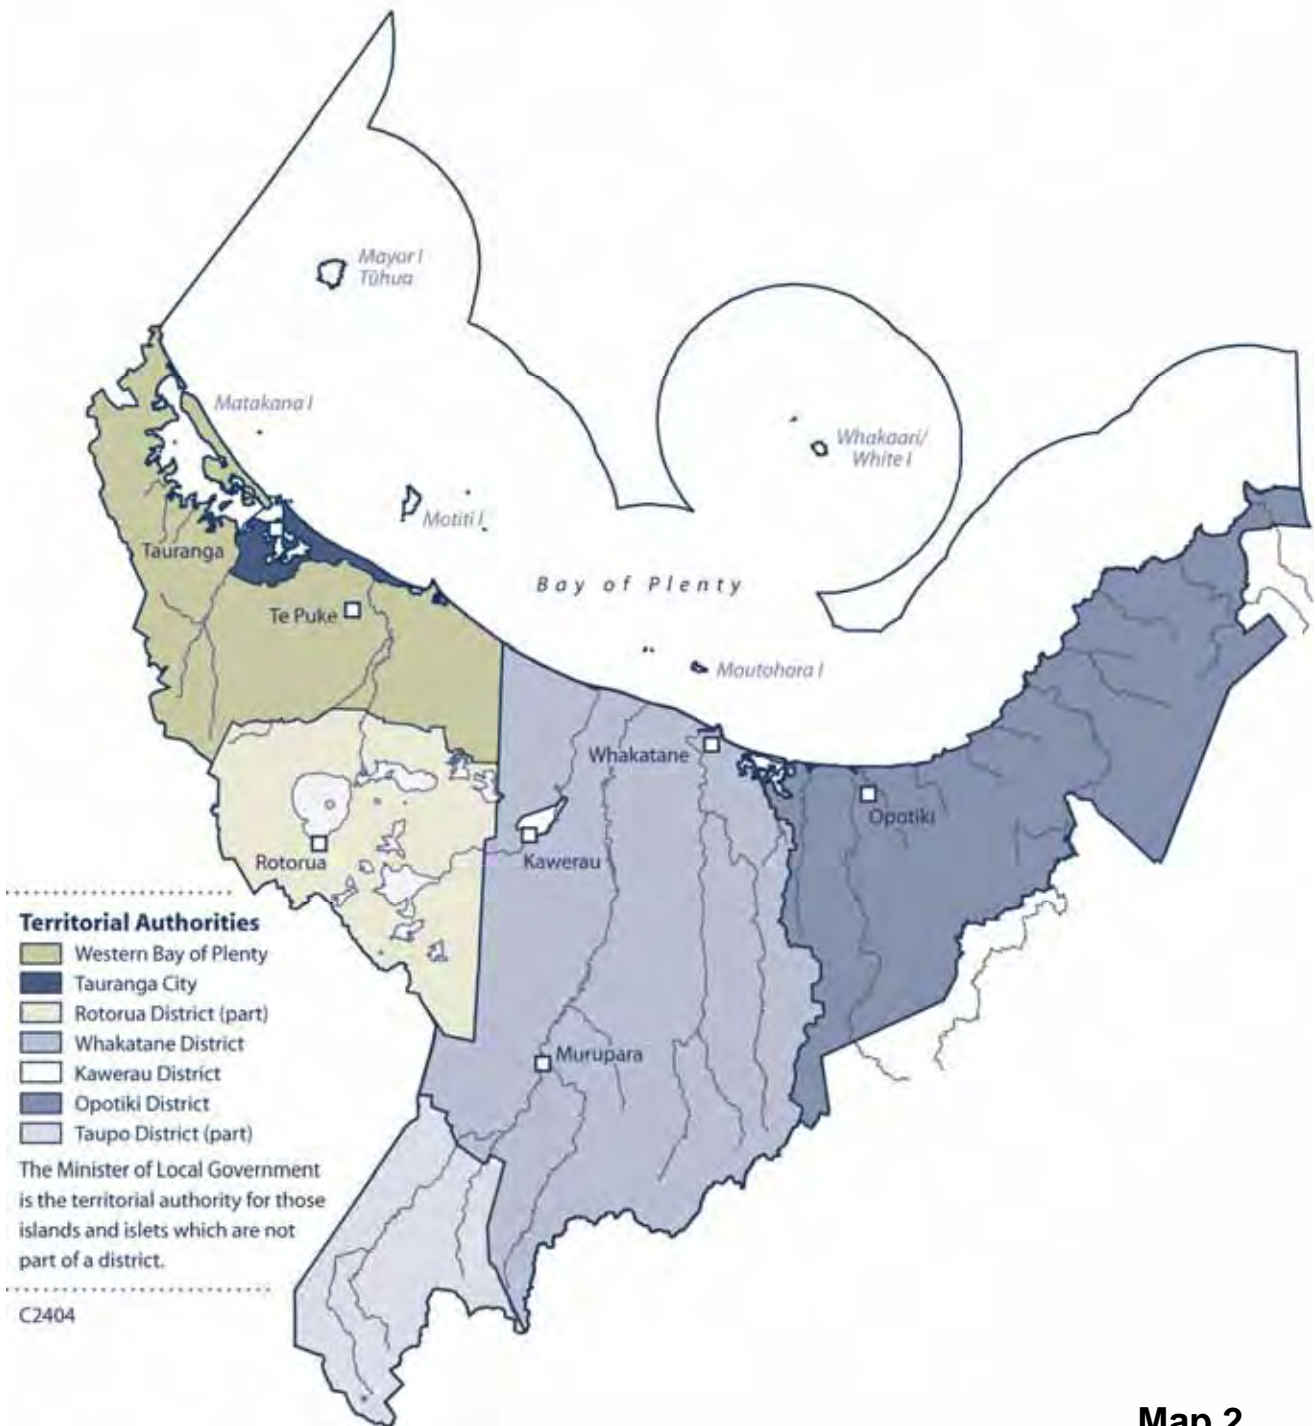 Mayor I
Tūhua
Matakana I
Whakaari/
White I
Motiti I
Tauranga
Bay of Plenty
Te Puke
Moutohora I
Whakatane
Opotiki
Rotorua
Kawerau
Territorial Authorities
Western Bay of Plenty
Tauranga City
Rotorua District (part)
Whakatane District
Kawerau District
Opotiki District
Taupo District (part)
Murupara
The Minister of Local Government
is the territorial authority for those
islands and islets which are not
part of a district.
C2404
Map 2